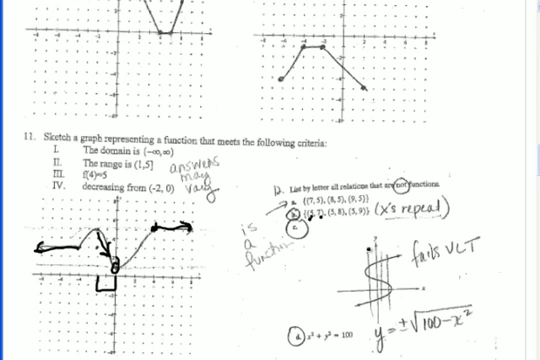 11. Sketch a graph representing a function that meets the following criteria:
I. The domain is (-∞,∞)
II. The range is (1,5]
III. f(4)=5
IV. decreasing from (-2, 0)
answers
may
vary
12. List by letter all relations that are not functions.
a. {(7, 5), (8, 5), (9, 5)}
b. {(5, 7), (5, 8), (5, 9)} (x's repeal)
is
a
function
c.
fails VLT
d. x² + y² = 100
y = ±√100-x²